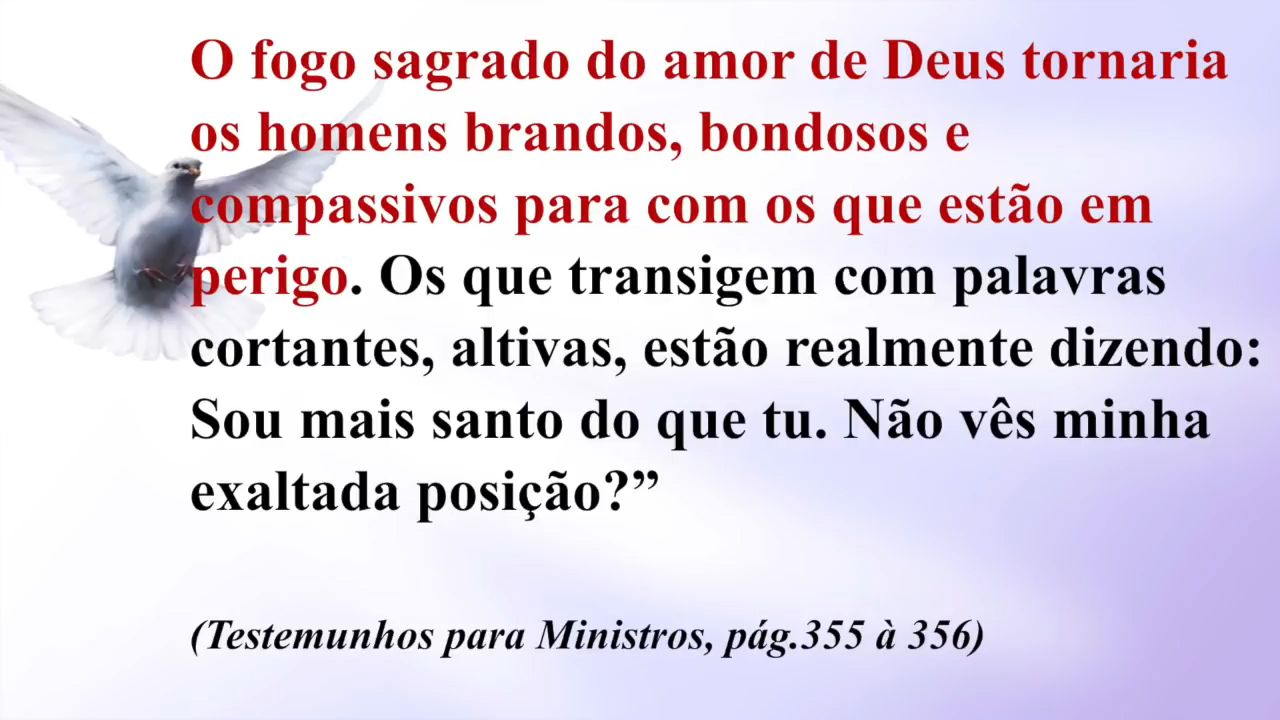 O fogo sagrado do amor de Deus tornaria
os homens brandos, bondosos e
compassivos para com os que estão em
perigo. Os que transigem com palavras
cortantes, altivas, estão realmente dizendo:
Sou mais santo do que tu. Não vês minha
exaltada posição?”
(Testemunhos para Ministros, pág.355 à 356)